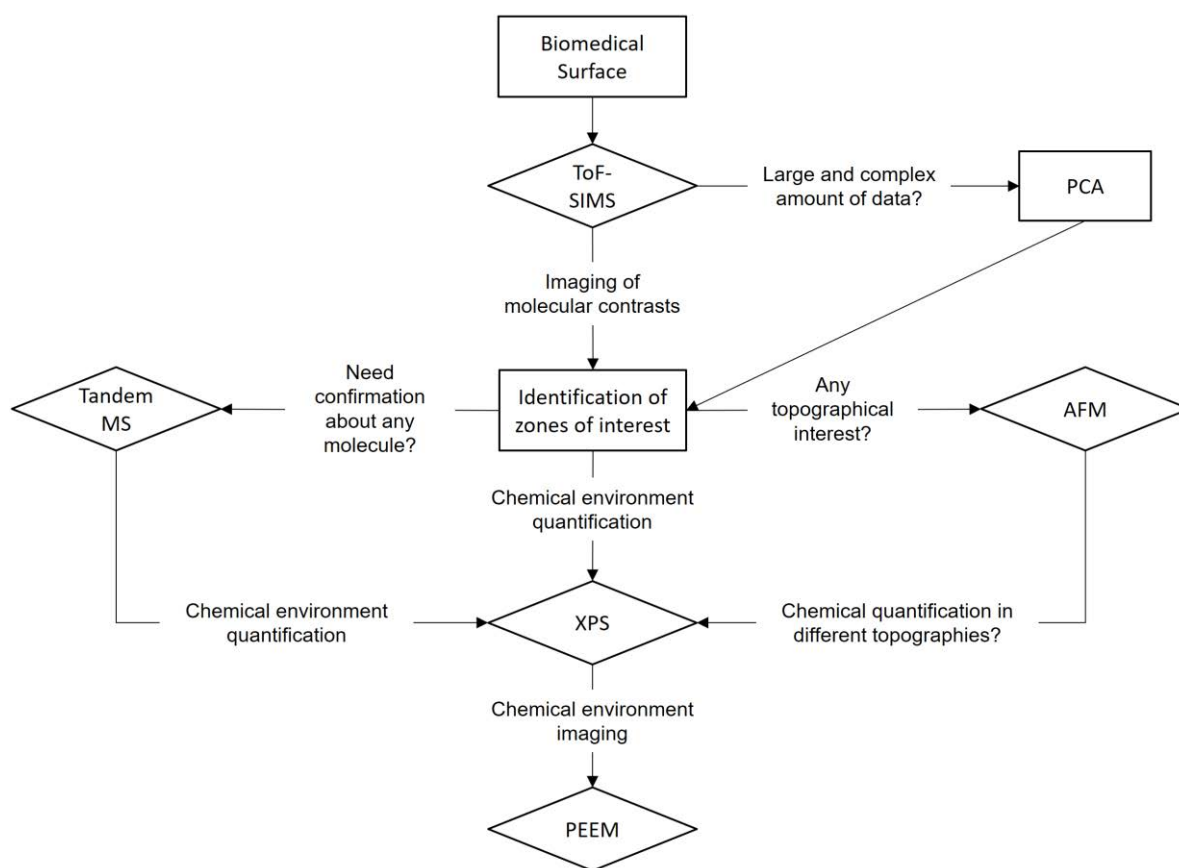 Biomedical
Surface
ToF-
SIMS
Large and complex
amount of data?
PCA
Imaging of
molecular contrasts
Tandem
MS
Need
confirmation
about any
molecule?
Identification of
zones of interest
Any
topographical
interest?
AFM
Chemical environment
quantification
Chemical environment
quantification
XPS
Chemical quantification in
different topographies?
Chemical environment
imaging
PEEM